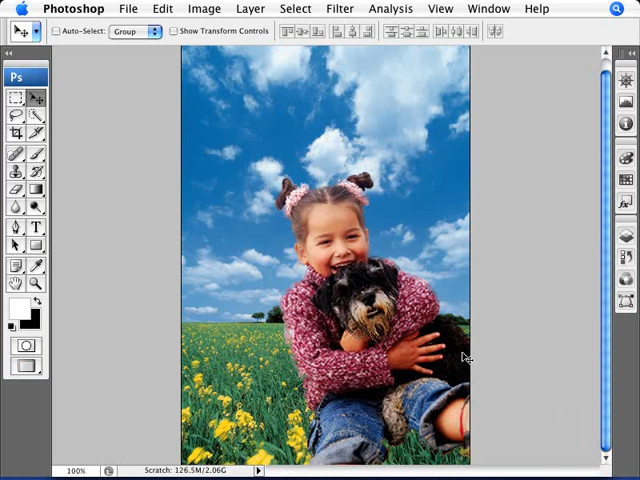 Photoshop File Edit Image Layer Select Filter Analysis View Window Help
Auto-Select: Group Show Transform Controls
Ps
T
100% Scratch: 126.5M/2.06G